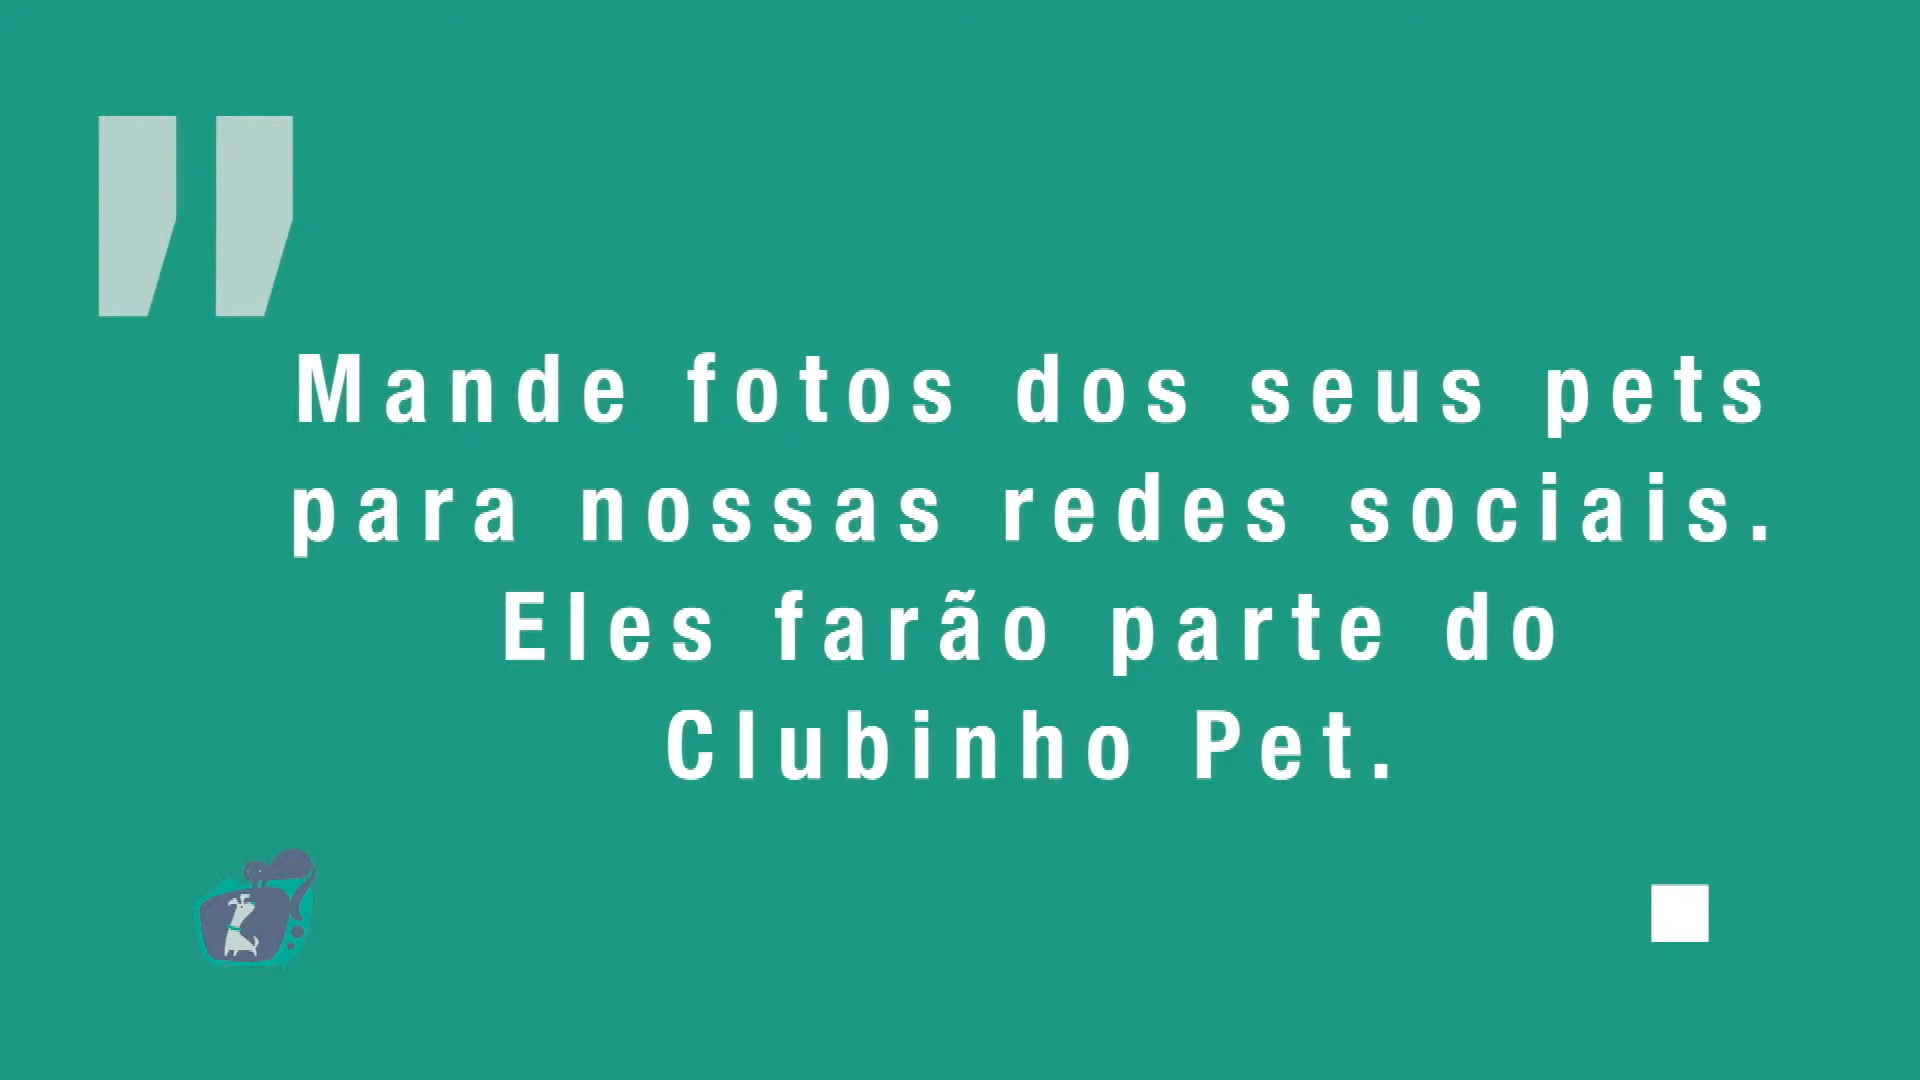 "
Mande fotos dos seus pets
para nossas redes sociais.
Eles farão parte do
Clubinho Pet.